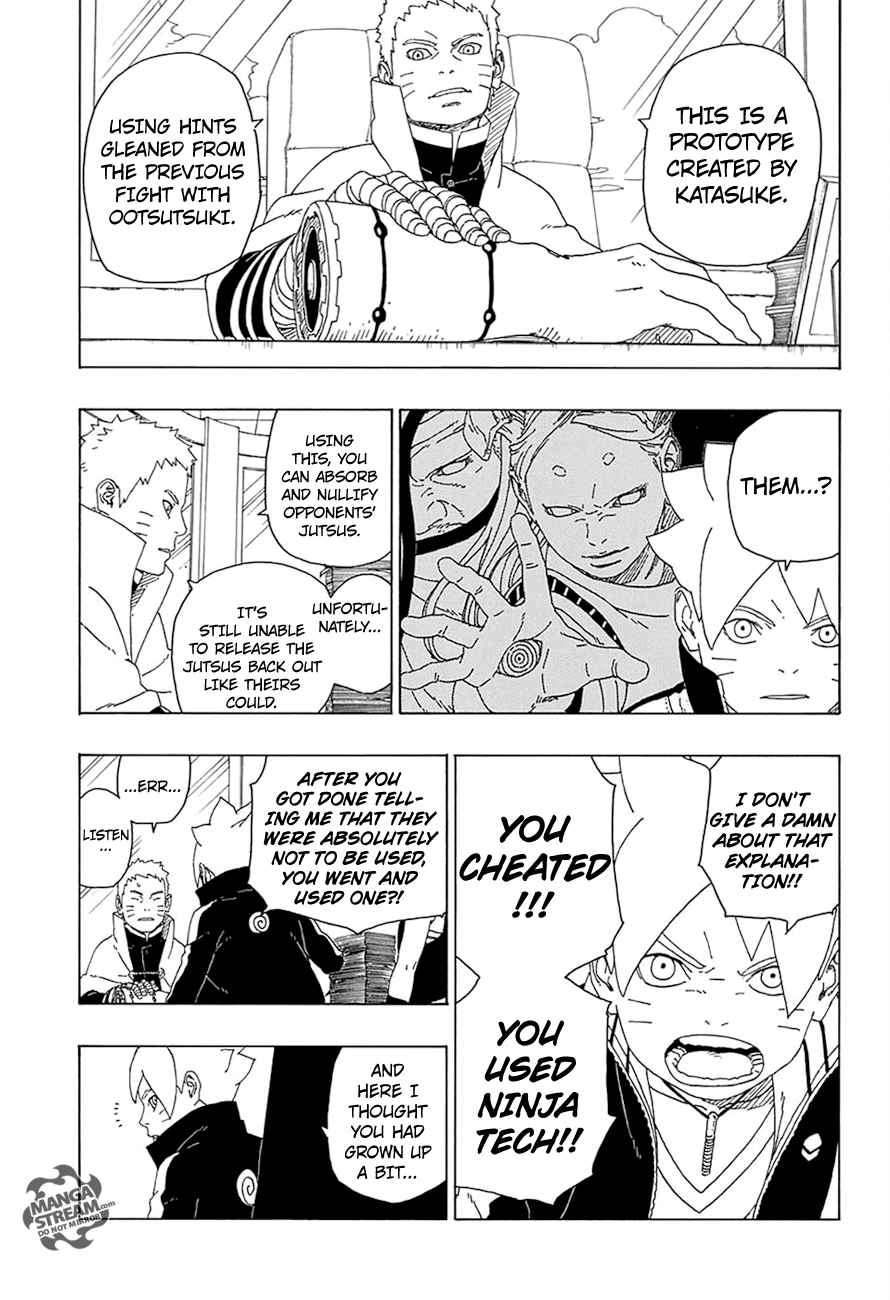 THIS IS A
PROTOTYPE
CREATED BY
KATASUKE.
USING HINTS
GLEANED FROM
THE PREVIOUS
FIGHT WITH
OOTSUTSUKI.
THEM...?
USING
THIS, YOU
CAN ABSORB
AND NULLIFY
OPPONENTS'
JUTSUS.
UNFORTU-
NATELY...
IT'S
STILL UNABLE
TO RELEASE THE
JUTSUS BACK OUT
LIKE THEIRS
COULD.
I DON'T
GIVE A DAMN
ABOUT THAT
EXPLANA-
TION!!
YOU
CHEATED
!!!
YOU
USED
NINJA
TECH!!
AFTER YOU
GOT DONE TELL-
ING ME THAT THEY
WERE ABSOLUTELY
NOT TO BE USED,
YOU WENT AND
USED ONE?!
...ERR...
LISTEN
...
AND
HERE I
THOUGHT
YOU HAD
GROWN UP
A BIT...
MANGA
STREAM.com
DO NOT MIRROR